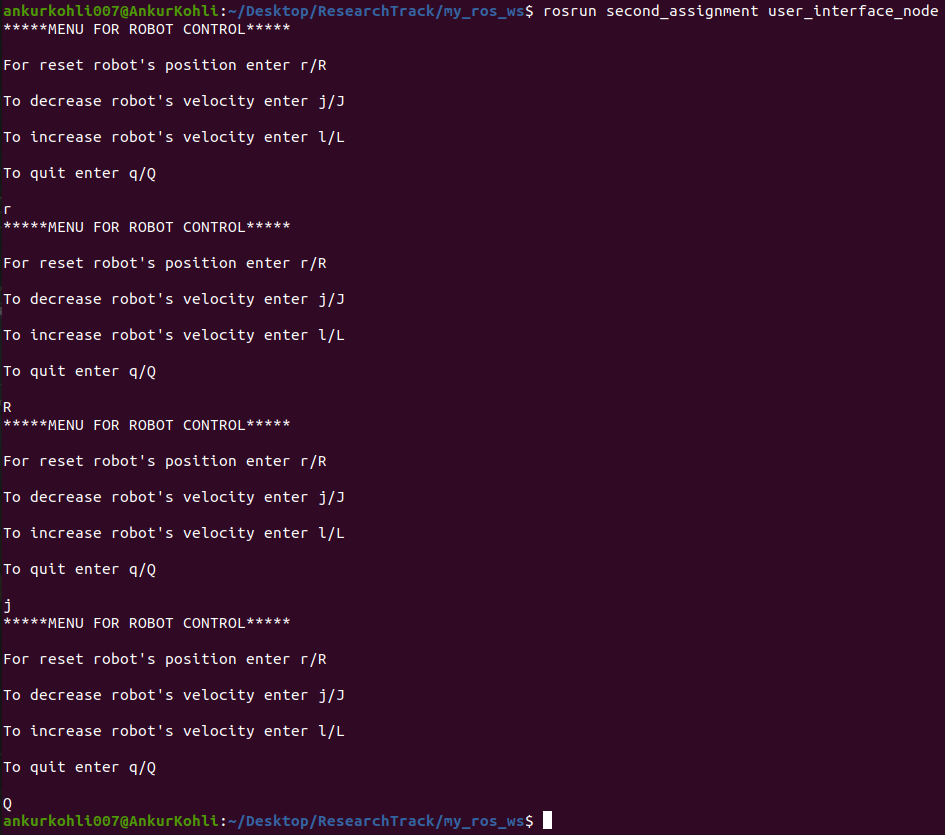 ankurkohli007@AnkurKohli:~/Desktop/ResearchTrack/my_ros_ws$ rosrun second_assignment user_interface_node
*****MENU FOR ROBOT CONTROL*****
For reset robot's position enter r/R
To decrease robot's velocity enter j/J
To increase robot's velocity enter l/L
To quit enter q/Q
r
*****MENU FOR ROBOT CONTROL*****
For reset robot's position enter r/R
To decrease robot's velocity enter j/J
To increase robot's velocity enter l/L
To quit enter q/Q
R
*****MENU FOR ROBOT CONTROL*****
For reset robot's position enter r/R
To decrease robot's velocity enter j/J
To increase robot's velocity enter l/L
To quit enter q/Q
j
*****MENU FOR ROBOT CONTROL*****
For reset robot's position enter r/R
To decrease robot's velocity enter j/J
To increase robot's velocity enter l/L
To quit enter q/Q
Q
ankurkohli007@AnkurKohli:~/Desktop/ResearchTrack/my_ros_ws$